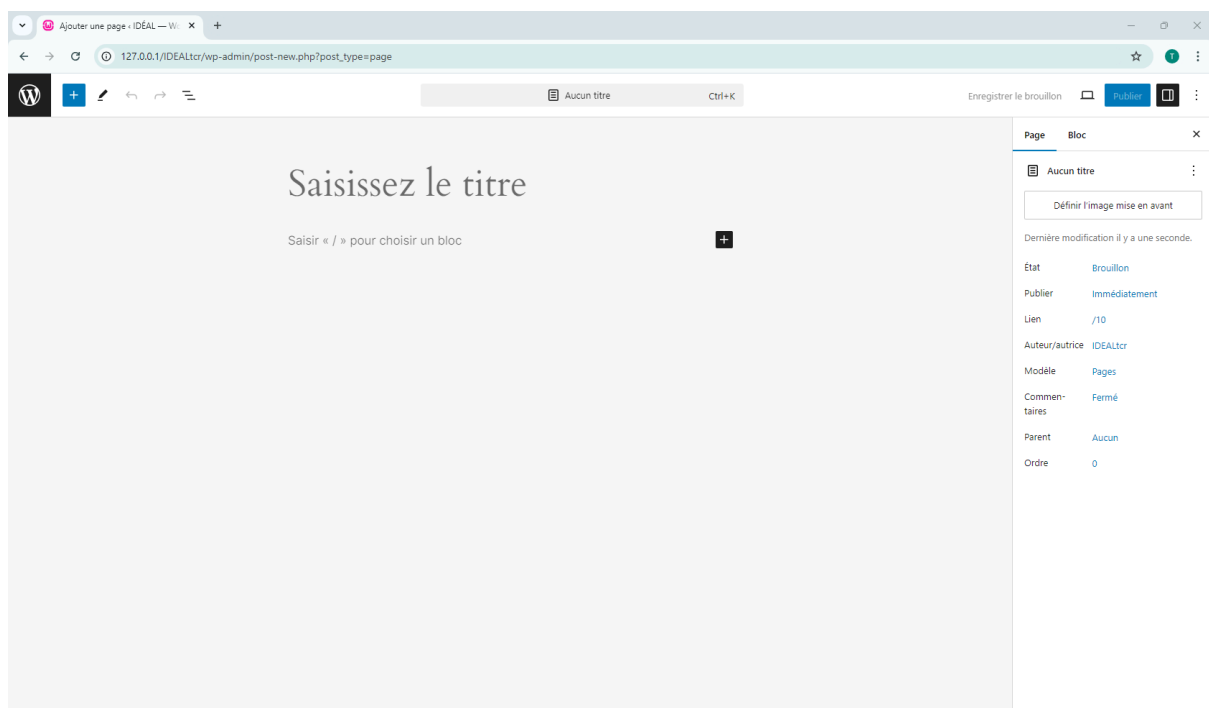 Ajouter une page ‹ IDÉAL — W
127.0.0.1/IDEALtcr/wp-admin/post-new.php?post_type=page
T
Aucun titre
Ctrl+K
Enregistrer le brouillon
Publier
Page Bloc
Aucun titre
Saisissez le titre
Définir l'image mise en avant
Saisir « / » pour choisir un bloc
Dernière modification il y a une seconde.
État Brouillon
Publier Immédiatement
Lien /10
Auteur/autrice IDEALtcr
Modèle Pages
Commen- Fermé
taires
Parent Aucun
Ordre 0